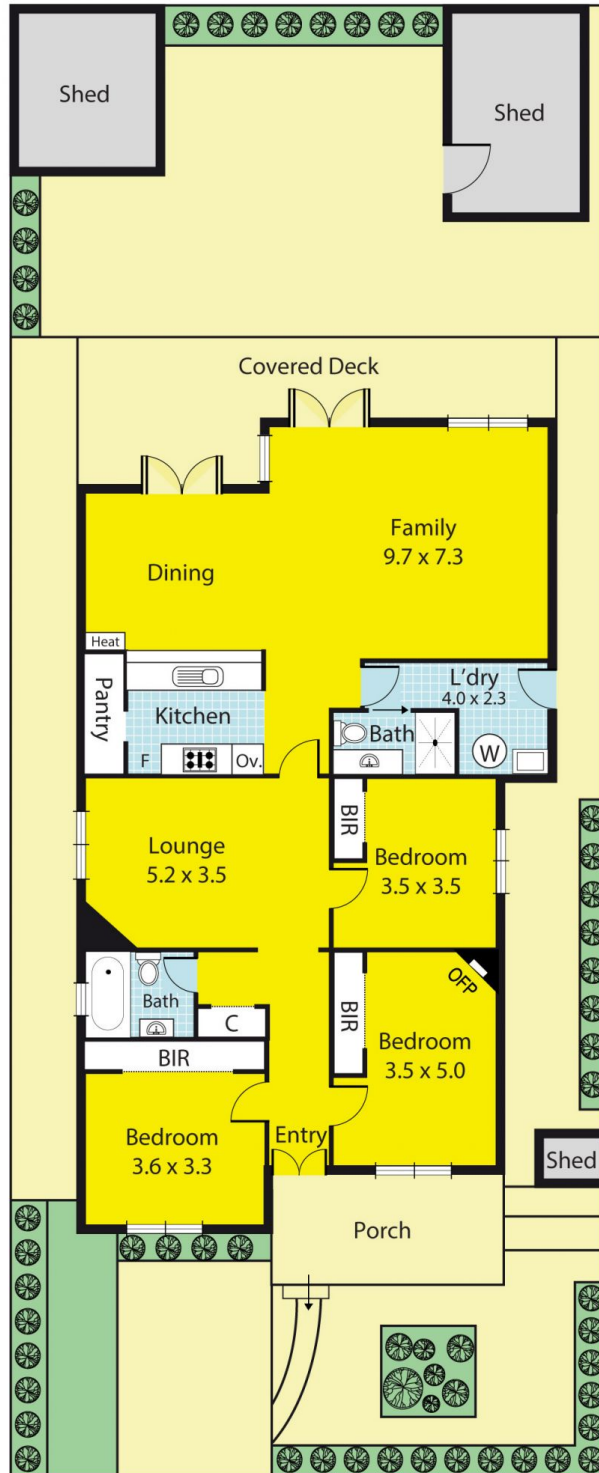 Shed
Shed
Covered Deck
Family
9.7 x 7.3
Dining
Heat
Pantry
Kitchen
F
Ov.
L'dry
4.0 x 2.3
Bath
W
Lounge
5.2 x 3.5
BIR
Bedroom
3.5 x 3.5
Bath
C
BIR
OFP
Bedroom
3.5 x 5.0
BIR
Bedroom
3.6 x 3.3
Entry
Shed
Porch